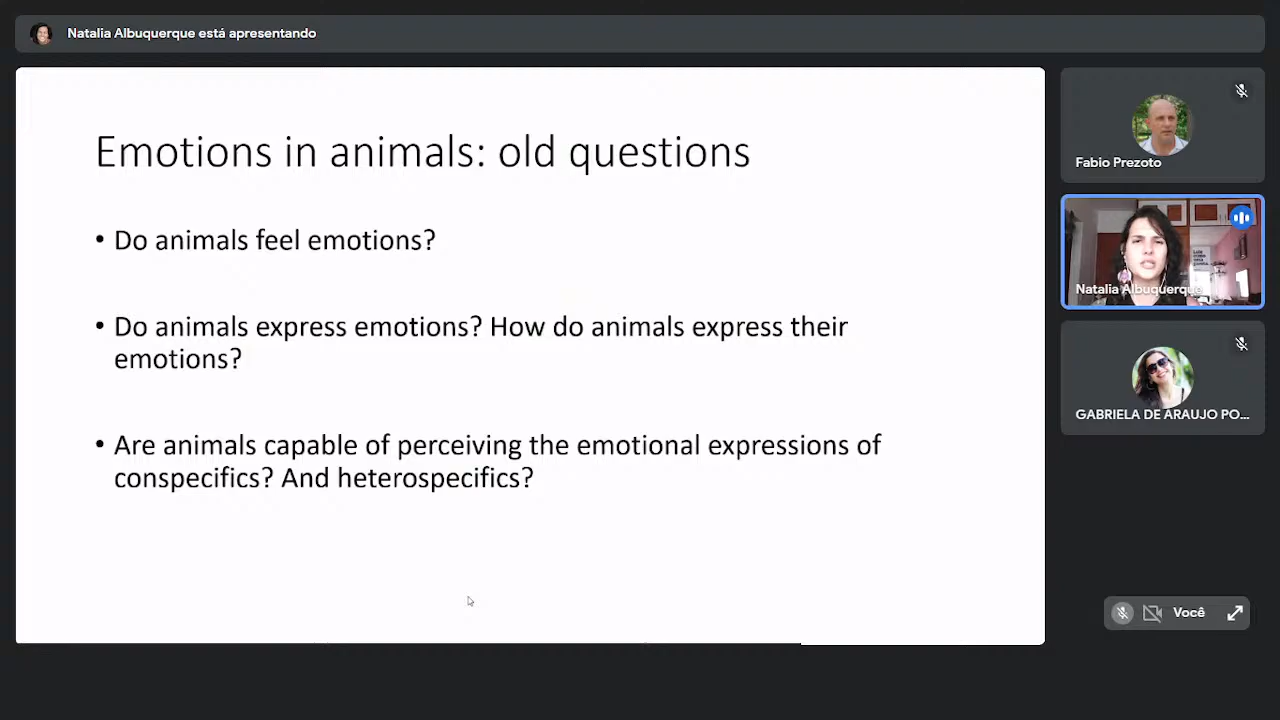 Natalia Albuquerque está apresentando
Emotions in animals: old questions
• Do animals feel emotions?
• Do animals express emotions? How do animals express their
emotions?
• Are animals capable of perceiving the emotional expressions of
conspecifics? And heterospecifics?
Fabio Prezoto
Natalia Albuquerque
GABRIELA DE ARAUJO PO...
Você